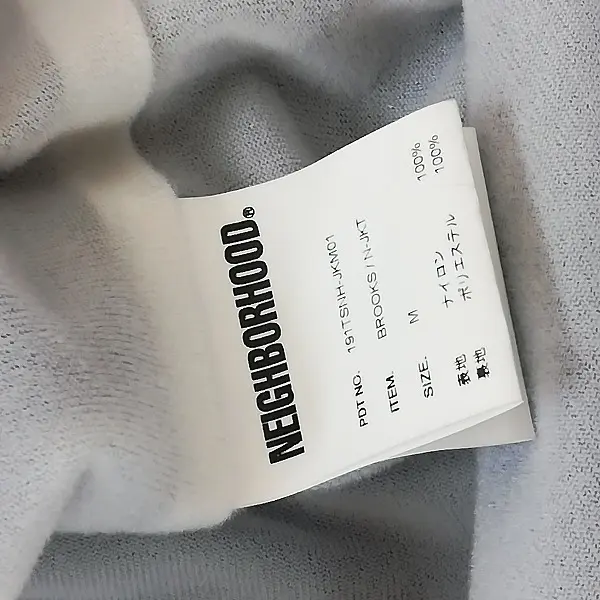 NEIGHBORHOOD®
PDT NO. 191TSNH-JKM01
ITEM. BROOKS / N-JKT
SIZE. M
表地 ナイロン 100%
裏地 ポリエステル 100%